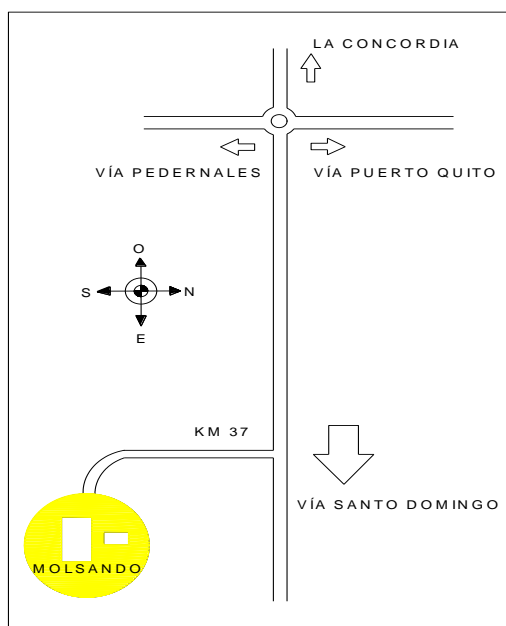 LA CONCORDIA
VÍA PEDERNALES
VÍA PUERTO QUITO
O
S
N
E
KM 37
VÍA SANTO DOMINGO
MOLSANDO